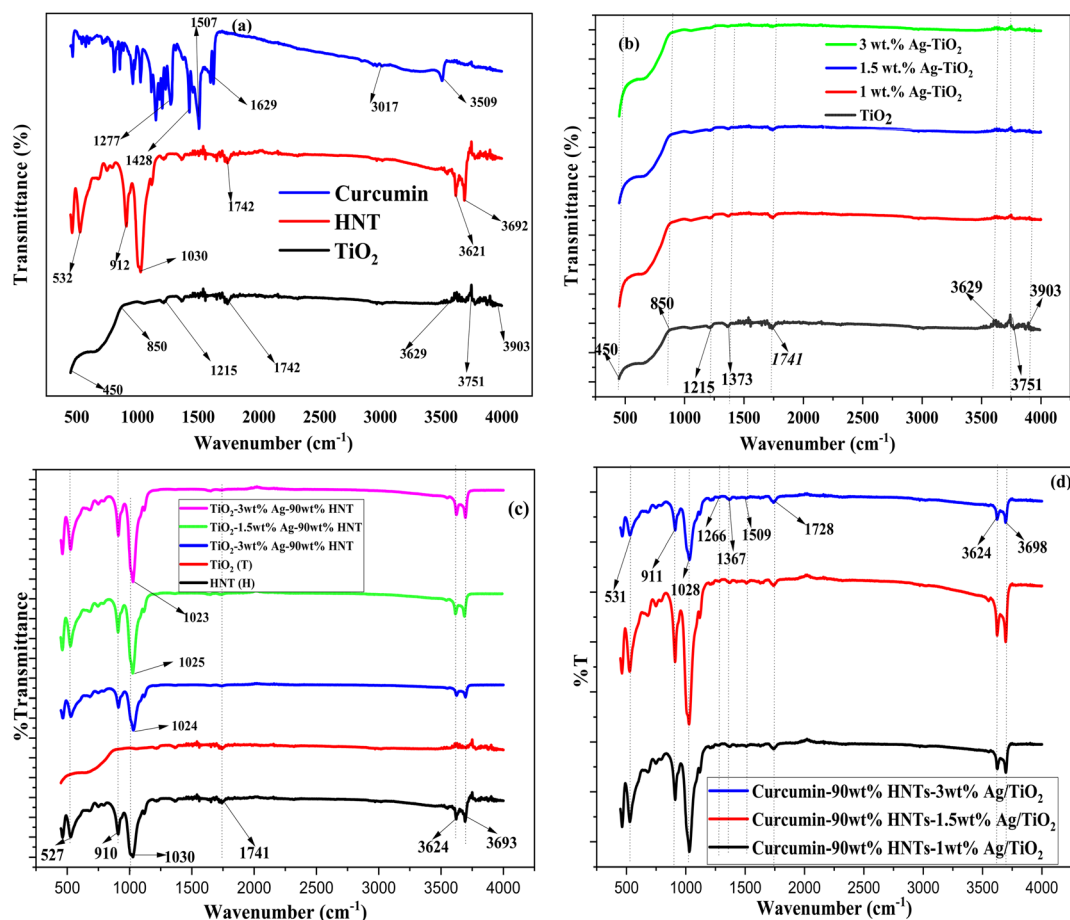 (a)
1507
1629
3017
3509
1277
1428
Curcumin
HNT
TiO2
1742
3621
3692
532
912
1030
850
1215
1742
3629
3751
3903
450
500 1000 1500 2000 2500 3000 3500 4000
Wavenumber (cm-1)
Transmittance (%)
(b)
3 wt.% Ag-TiO2
1.5 wt.% Ag-TiO2
1 wt.% Ag-TiO2
TiO2
850
3629
3903
450
1215
1373
1741
3751
500 1000 1500 2000 2500 3000 3500 4000
Wavenumber (cm-1)
Transmittance (%)
(c)
TiO2-3wt% Ag-90wt% HNT
TiO2-1.5wt% Ag-90wt% HNT
TiO2-3wt% Ag-90wt% HNT
TiO2 (T)
HNT (H)
1023
1025
1024
527
910
1030
1741
3624
3693
500 1000 1500 2000 2500 3000 3500 4000
Wavenumber (cm-1)
%Transmittance
(d)
531
911
1028
1266
1367
1509
1728
3624
3698
Curcumin-90wt% HNTs-3wt% Ag/TiO2
Curcumin-90wt% HNTs-1.5wt% Ag/TiO2
Curcumin-90wt% HNTs-1wt% Ag/TiO2
500 1000 1500 2000 2500 3000 3500 4000
Wavenumber (cm-1)
%T